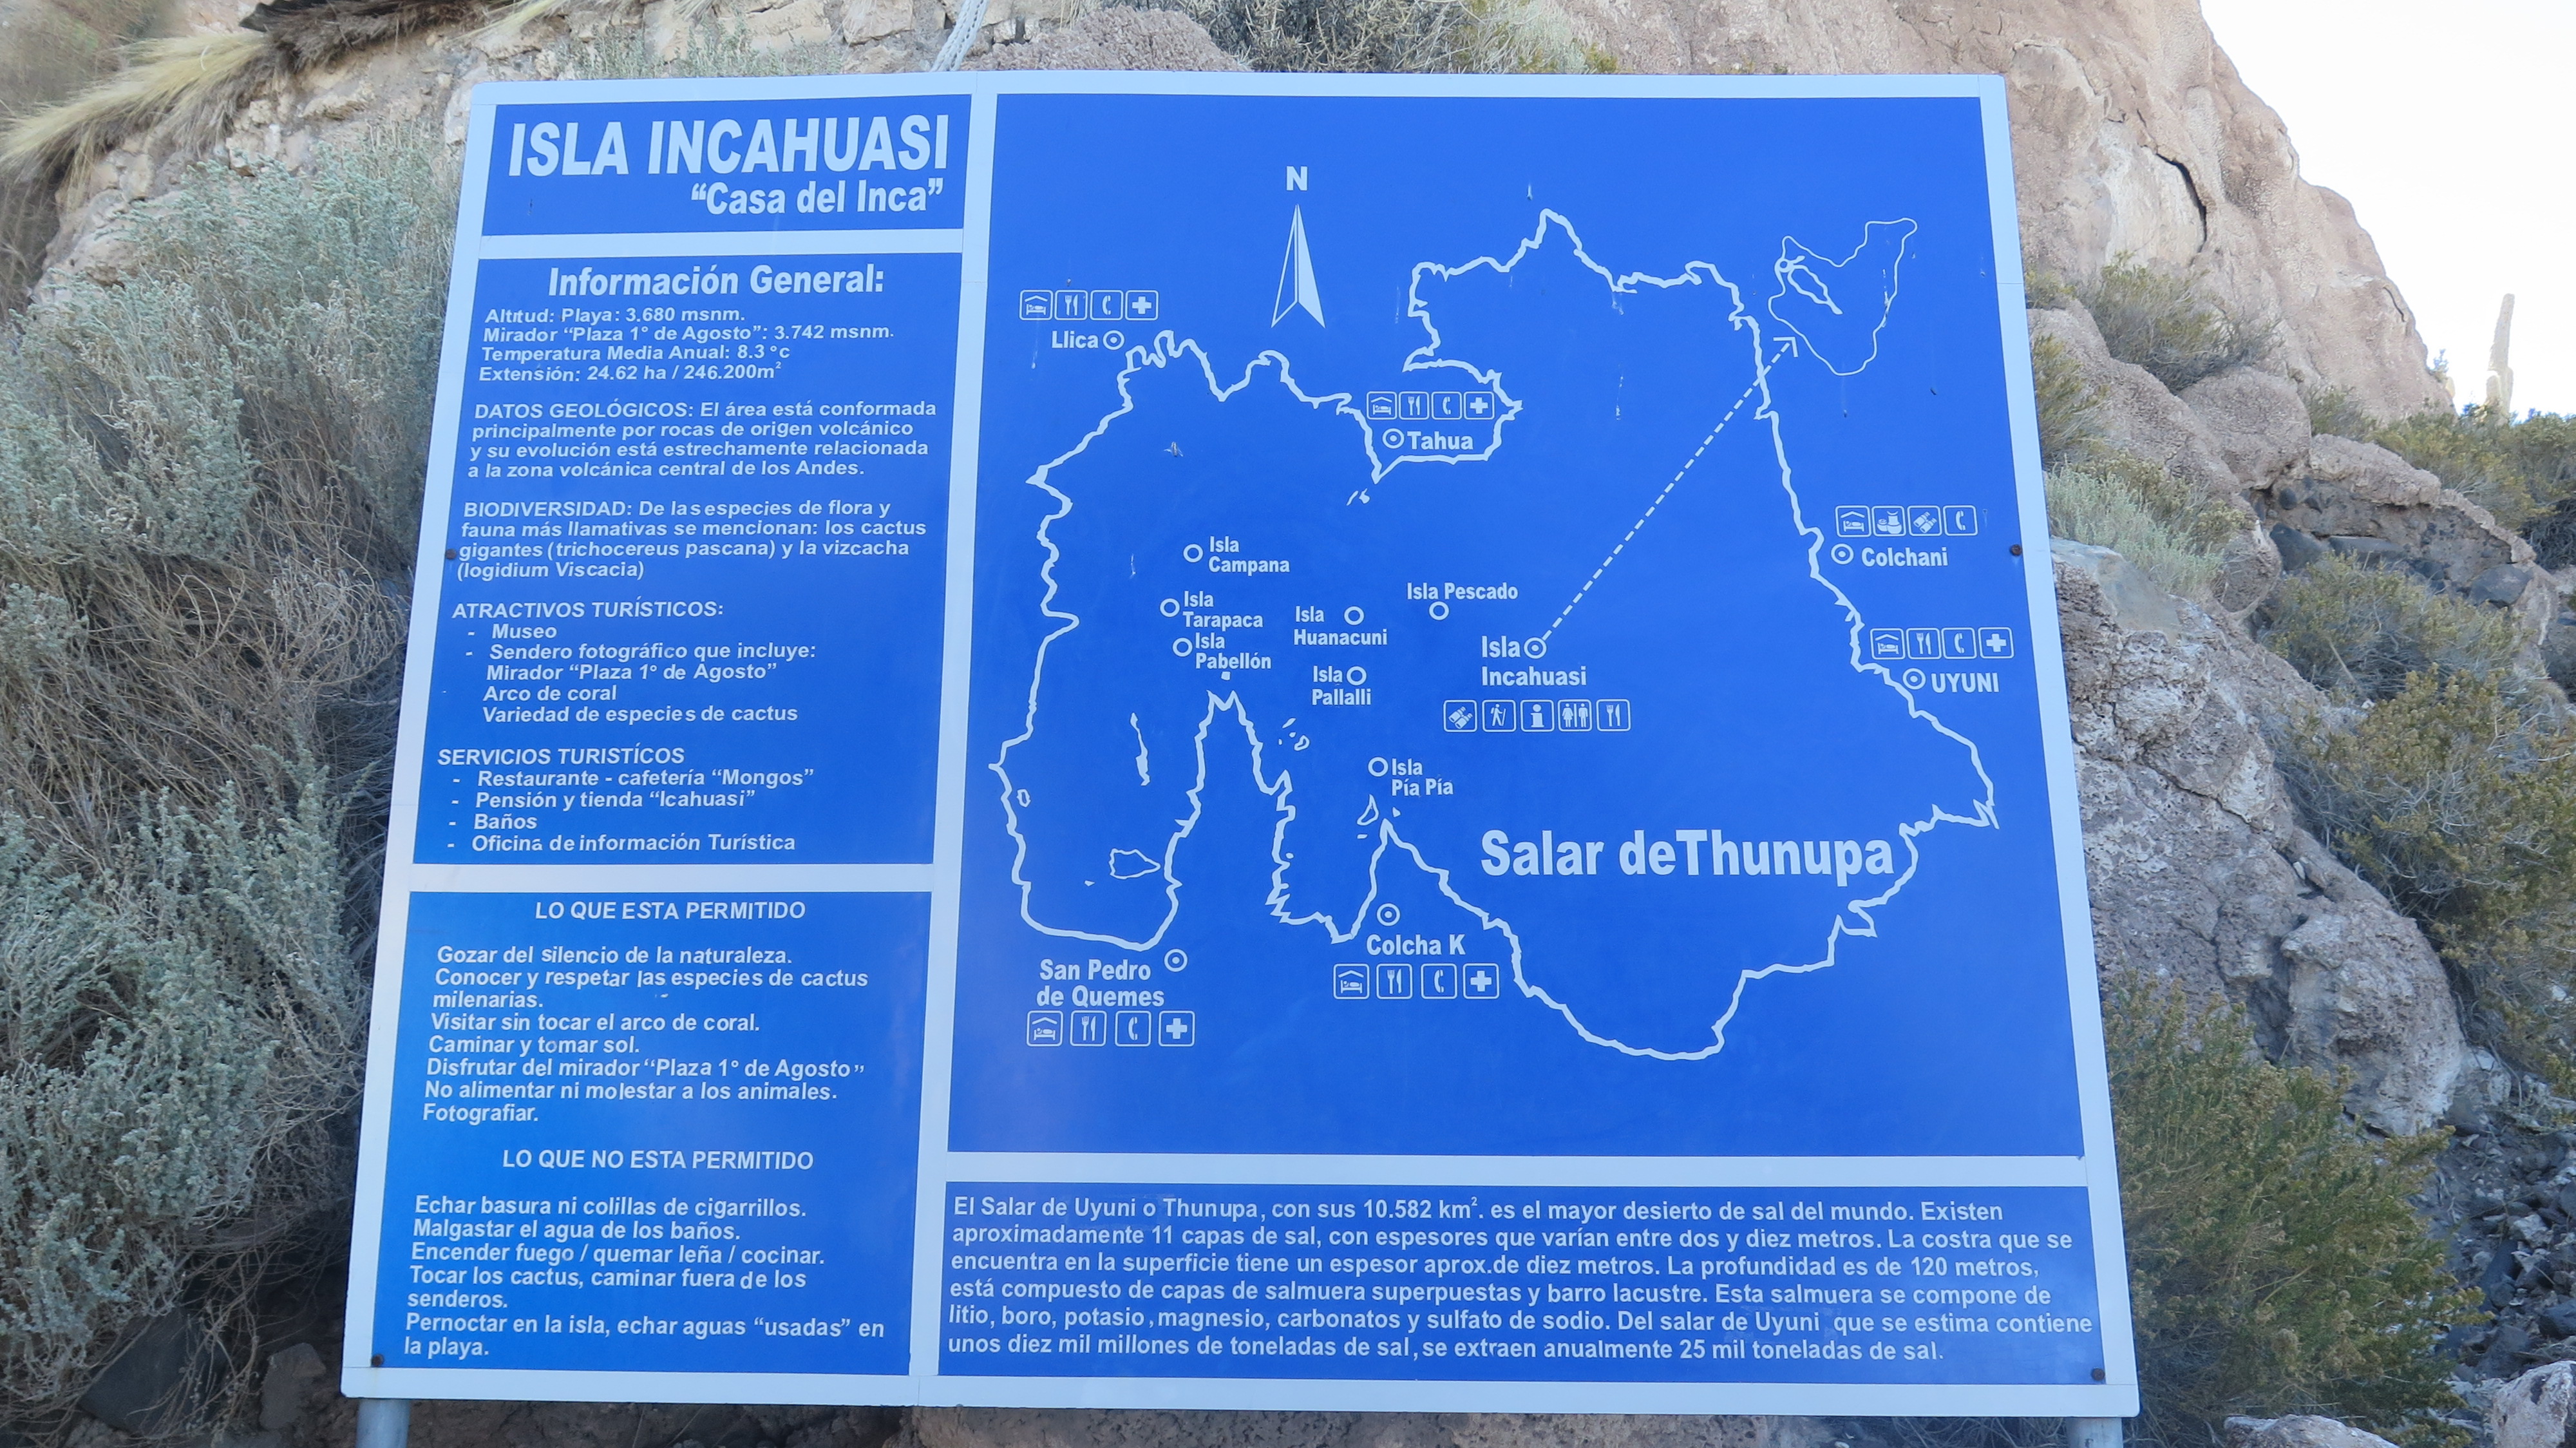 ISLA INCAHUASI
“Casa del Inca”
Información General:
Altitud: Playa: 3.680 msnm.
Mirador “Plaza 1° de Agosto”: 3.742 msnm.
Temperatura Media Anual: 8.3 °c
Extensión: 24.62 ha / 246.200m²
DATOS GEOLÓGICOS: El área está conformada
principalmente por rocas de origen volcánico
y su evolución está estrechamente relacionada
a la zona volcánica central de los Andes.
BIODIVERSIDAD: De las especies de flora y
fauna más llamativas se mencionan: los cactus
gigantes (trichocereus pascana) y la vizcacha
(logidium Viscacia)
ATRACTIVOS TURÍSTICOS:
- Museo
- Sendero fotográfico que incluye:
Mirador “Plaza 1° de Agosto”
Arco de coral
Variedad de especies de cactus
SERVICIOS TURISTÍCOS
- Restaurante - cafetería “Mongos”
- Pensión y tienda “Icahuasi”
- Baños
- Oficina de información Turística
LO QUE ESTA PERMITIDO
Gozar del silencio de la naturaleza.
Conocer y respetar las especies de cactus
milenarias.
Visitar sin tocar el arco de coral.
Caminar y tomar sol.
Disfrutar del mirador “Plaza 1° de Agosto”
No alimentar ni molestar a los animales.
Fotografiar.
LO QUE NO ESTA PERMITIDO
Echar basura ni colillas de cigarrillos.
Malgastar el agua de los baños.
Encender fuego / quemar leña / cocinar.
Tocar los cactus, caminar fuera de los
senderos.
Pernoctar en la isla, echar aguas “usadas” en
la playa.
N
Llica
Tahua
Colchani
UYUNI
Isla
Campana
Isla
Tarapaca
Isla
Pabellón
Isla
Huanacuni
Isla
Pallalli
Isla Pescado
Isla
Incahuasi
Isla
Pía Pía
Salar deThunupa
Colcha K
San Pedro
de Quemes
El Salar de Uyuni o Thunupa, con sus 10.582 km². es el mayor desierto de sal del mundo. Existen
aproximadamente 11 capas de sal, con espesores que varían entre dos y diez metros. La costra que se
encuentra en la superficie tiene un espesor aprox.de diez metros. La profundidad es de 120 metros,
está compuesto de capas de salmuera superpuestas y barro lacustre. Esta salmuera se compone de
litio, boro, potasio, magnesio, carbonatos y sulfato de sodio. Del salar de Uyuni que se estima contiene
unos diez mil millones de toneladas de sal, se extraen anualmente 25 mil toneladas de sal.